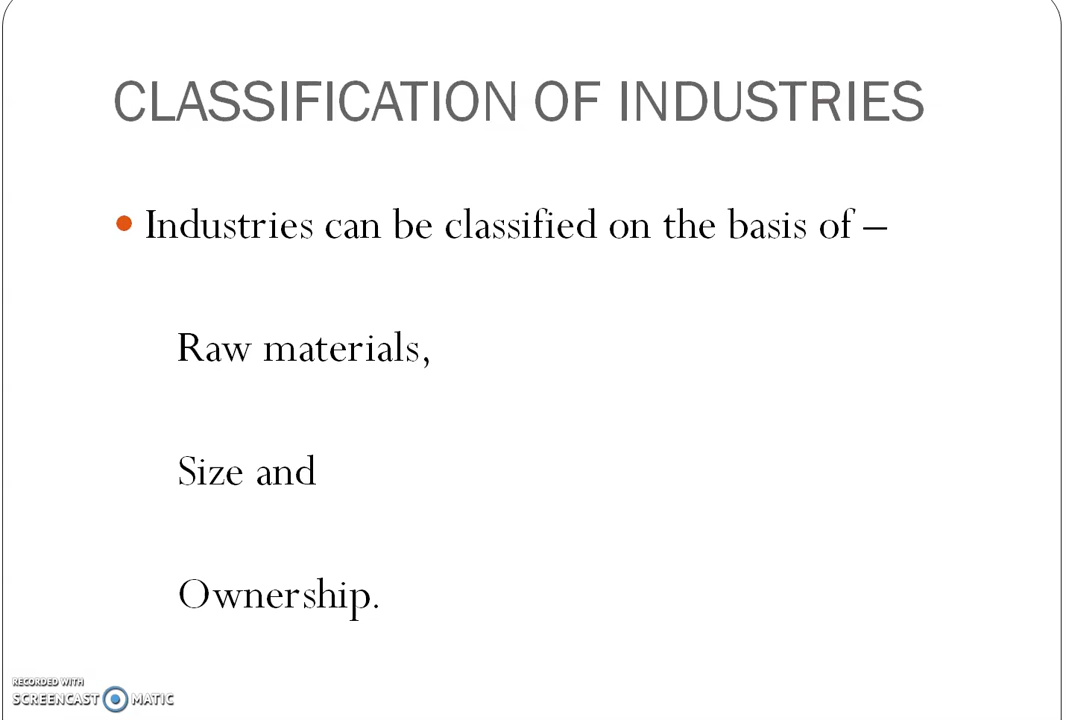 CLASSIFICATION OF INDUSTRIES
Industries can be classified on the basis of –
Raw materials,
Size and
Ownership.
RECORDED WITH
SCREENCAST MATIC